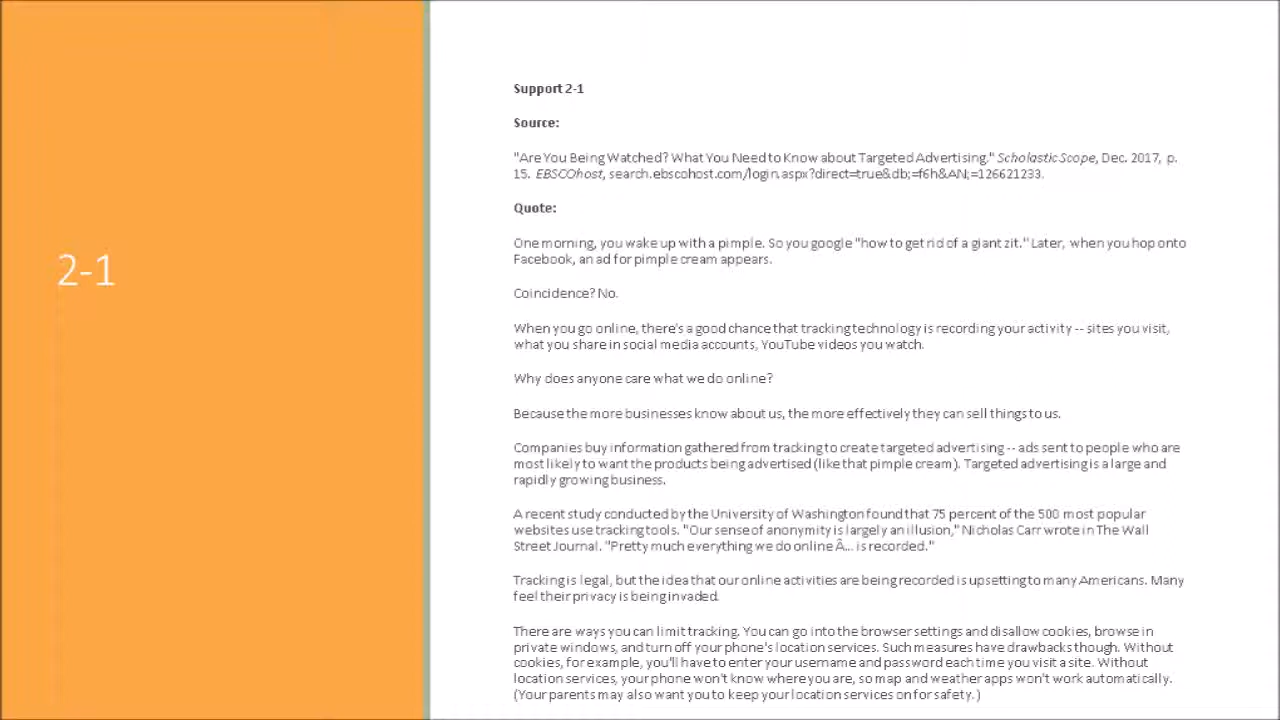 2-1
Support 2-1
Source:
"Are You Being Watched? What You Need to Know about Targeted Advertising." Scholastic Scope, Dec. 2017, p.
15. EBSCOhost, search.ebscohost.com/login.aspx?direct=true&db;=f6h&AN;=126621233.
Quote:
One morning, you wake up with a pimple. So you google "how to get rid of a giant zit." Later, when you hop onto
Facebook, an ad for pimple cream appears.
Coincidence? No.
When you go online, there's a good chance that tracking technology is recording your activity -- sites you visit,
what you share in social media accounts, YouTube videos you watch.
Why does anyone care what we do online?
Because the more businesses know about us, the more effectively they can sell things to us.
Companies buy information gathered from tracking to create targeted advertising -- ads sent to people who are
most likely to want the products being advertised (like that pimple cream). Targeted advertising is a large and
rapidly growing business.
A recent study conducted by the University of Washington found that 75 percent of the 500 most popular
websites use tracking tools. "Our sense of anonymity is largely an illusion," Nicholas Carr wrote in The Wall
Street Journal. "Pretty much everything we do online Â... is recorded."
Tracking is legal, but the idea that our online activities are being recorded is upsetting to many Americans. Many
feel their privacy is being invaded.
There are ways you can limit tracking. You can go into the browser settings and disallow cookies, browse in
private windows, and turn off your phone's location services. Such measures have drawbacks though. Without
cookies, for example, you'll have to enter your username and password each time you visit a site. Without
location services, your phone won't know where you are, so map and weather apps won't work automatically.
(Your parents may also want you to keep your location services on for safety.)